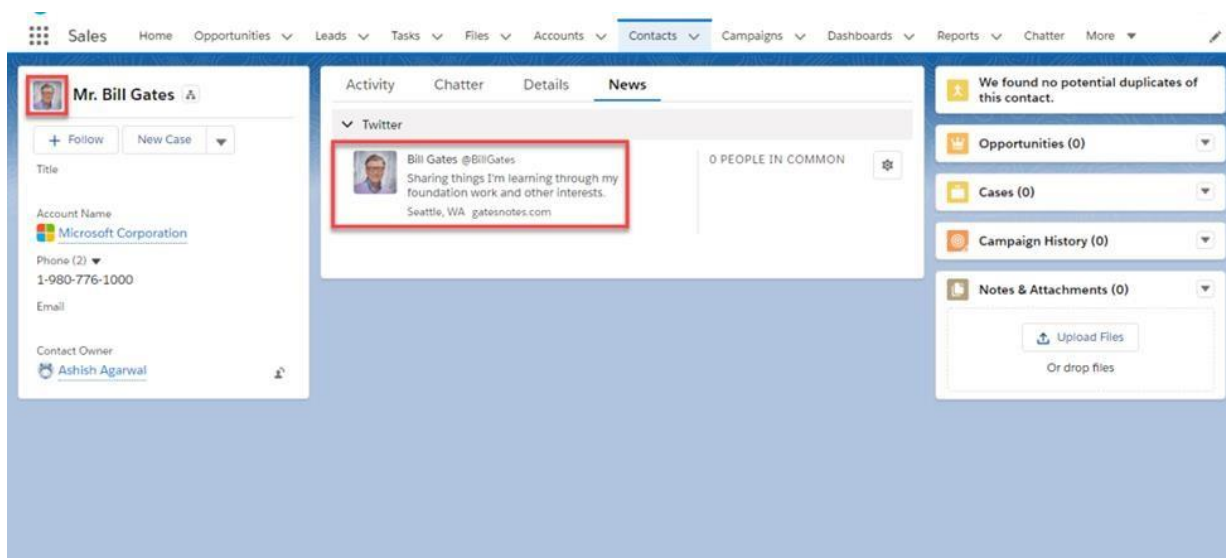 Sales Home Opportunities Leads Tasks Files Accounts Contacts Campaigns Dashboards Reports Chatter More
Mr. Bill Gates
+ Follow New Case
Title
Account Name
Microsoft Corporation
Phone (2)
1-980-776-1000
Email
Contact Owner
Ashish Agarwal
Activity Chatter Details News
Twitter
Bill Gates @BillGates
Sharing things I'm learning through my
foundation work and other interests.
Seattle, WA gatesnotes.com
0 PEOPLE IN COMMON
We found no potential duplicates of
this contact.
Opportunities (0)
Cases (0)
Campaign History (0)
Notes & Attachments (0)
Upload Files
Or drop files